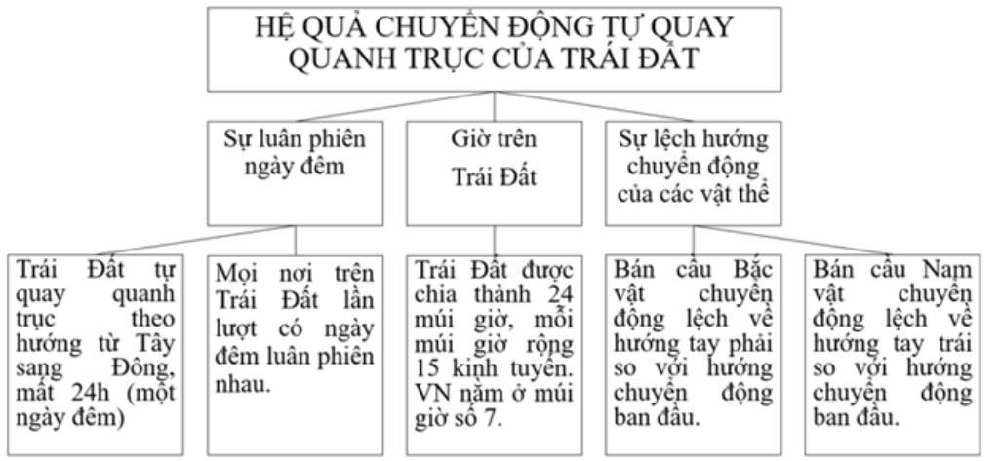 HỆ QUẢ CHUYỂN ĐỘNG TỰ QUAY
QUANH TRỤC CỦA TRÁI ĐẤT
Sự luân phiên
ngày đêm
Giờ trên
Trái Đất
Sự lệch hướng
chuyển động
của các vật thể
Trái Đất tự
quay quanh
trục theo
hướng từ Tây
sang Đông,
mất 24h (một
ngày đêm)
Mọi nơi trên
Trái Đất lần
lượt có ngày
đêm luân phiên
nhau.
Trái Đất được
chia thành 24
múi giờ, mỗi
múi giờ rộng
15 kinh tuyến.
VN nằm ở múi
giờ số 7.
Bán cầu Bắc
vật chuyển
động lệch về
hướng tay phải
so với hướng
chuyển động
ban đầu.
Bán cầu Nam
vật chuyển
động lệch về
hướng tay trái
so với hướng
chuyển động
ban đầu.